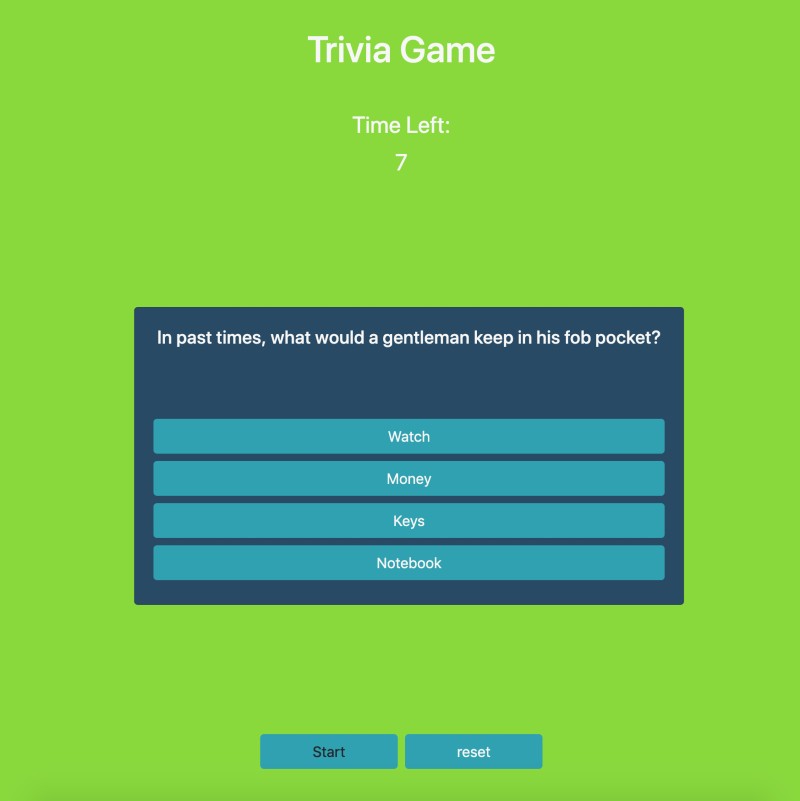 Trivia Game
Time Left:
7
In past times, what would a gentleman keep in his fob pocket?
Watch
Money
Keys
Notebook
Start
reset